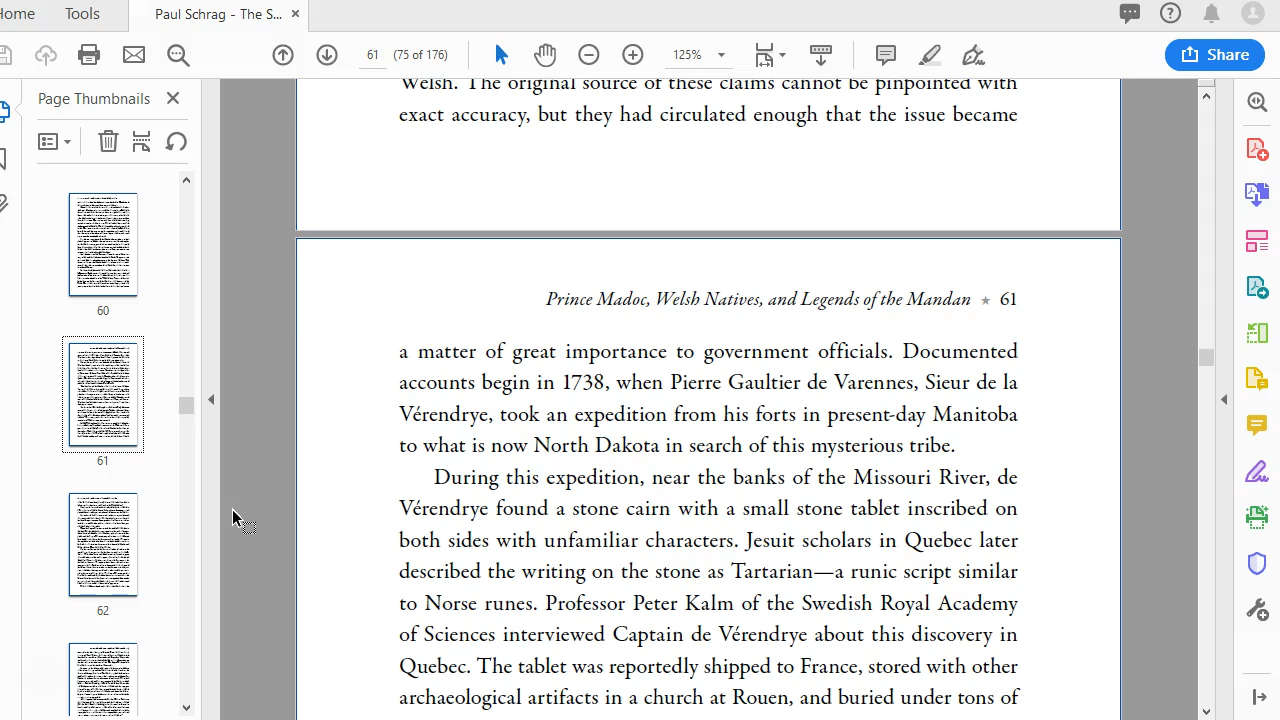 Home
Tools
Paul Schrag - The S...
61 (75 of 176)
125%
Share
Page Thumbnails
60
61
62
Welsh. The original source of these claims cannot be pinpointed with
exact accuracy, but they had circulated enough that the issue became
Prince Madoc, Welsh Natives, and Legends of the Mandan ★ 61
a matter of great importance to government officials. Documented
accounts begin in 1738, when Pierre Gaultier de Varennes, Sieur de la
Vérendrye, took an expedition from his forts in present-day Manitoba
to what is now North Dakota in search of this mysterious tribe.
During this expedition, near the banks of the Missouri River, de
Vérendrye found a stone cairn with a small stone tablet inscribed on
both sides with unfamiliar characters. Jesuit scholars in Quebec later
described the writing on the stone as Tartarian—a runic script similar
to Norse runes. Professor Peter Kalm of the Swedish Royal Academy
of Sciences interviewed Captain de Vérendrye about this discovery in
Quebec. The tablet was reportedly shipped to France, stored with other
archaeological artifacts in a church at Rouen, and buried under tons of